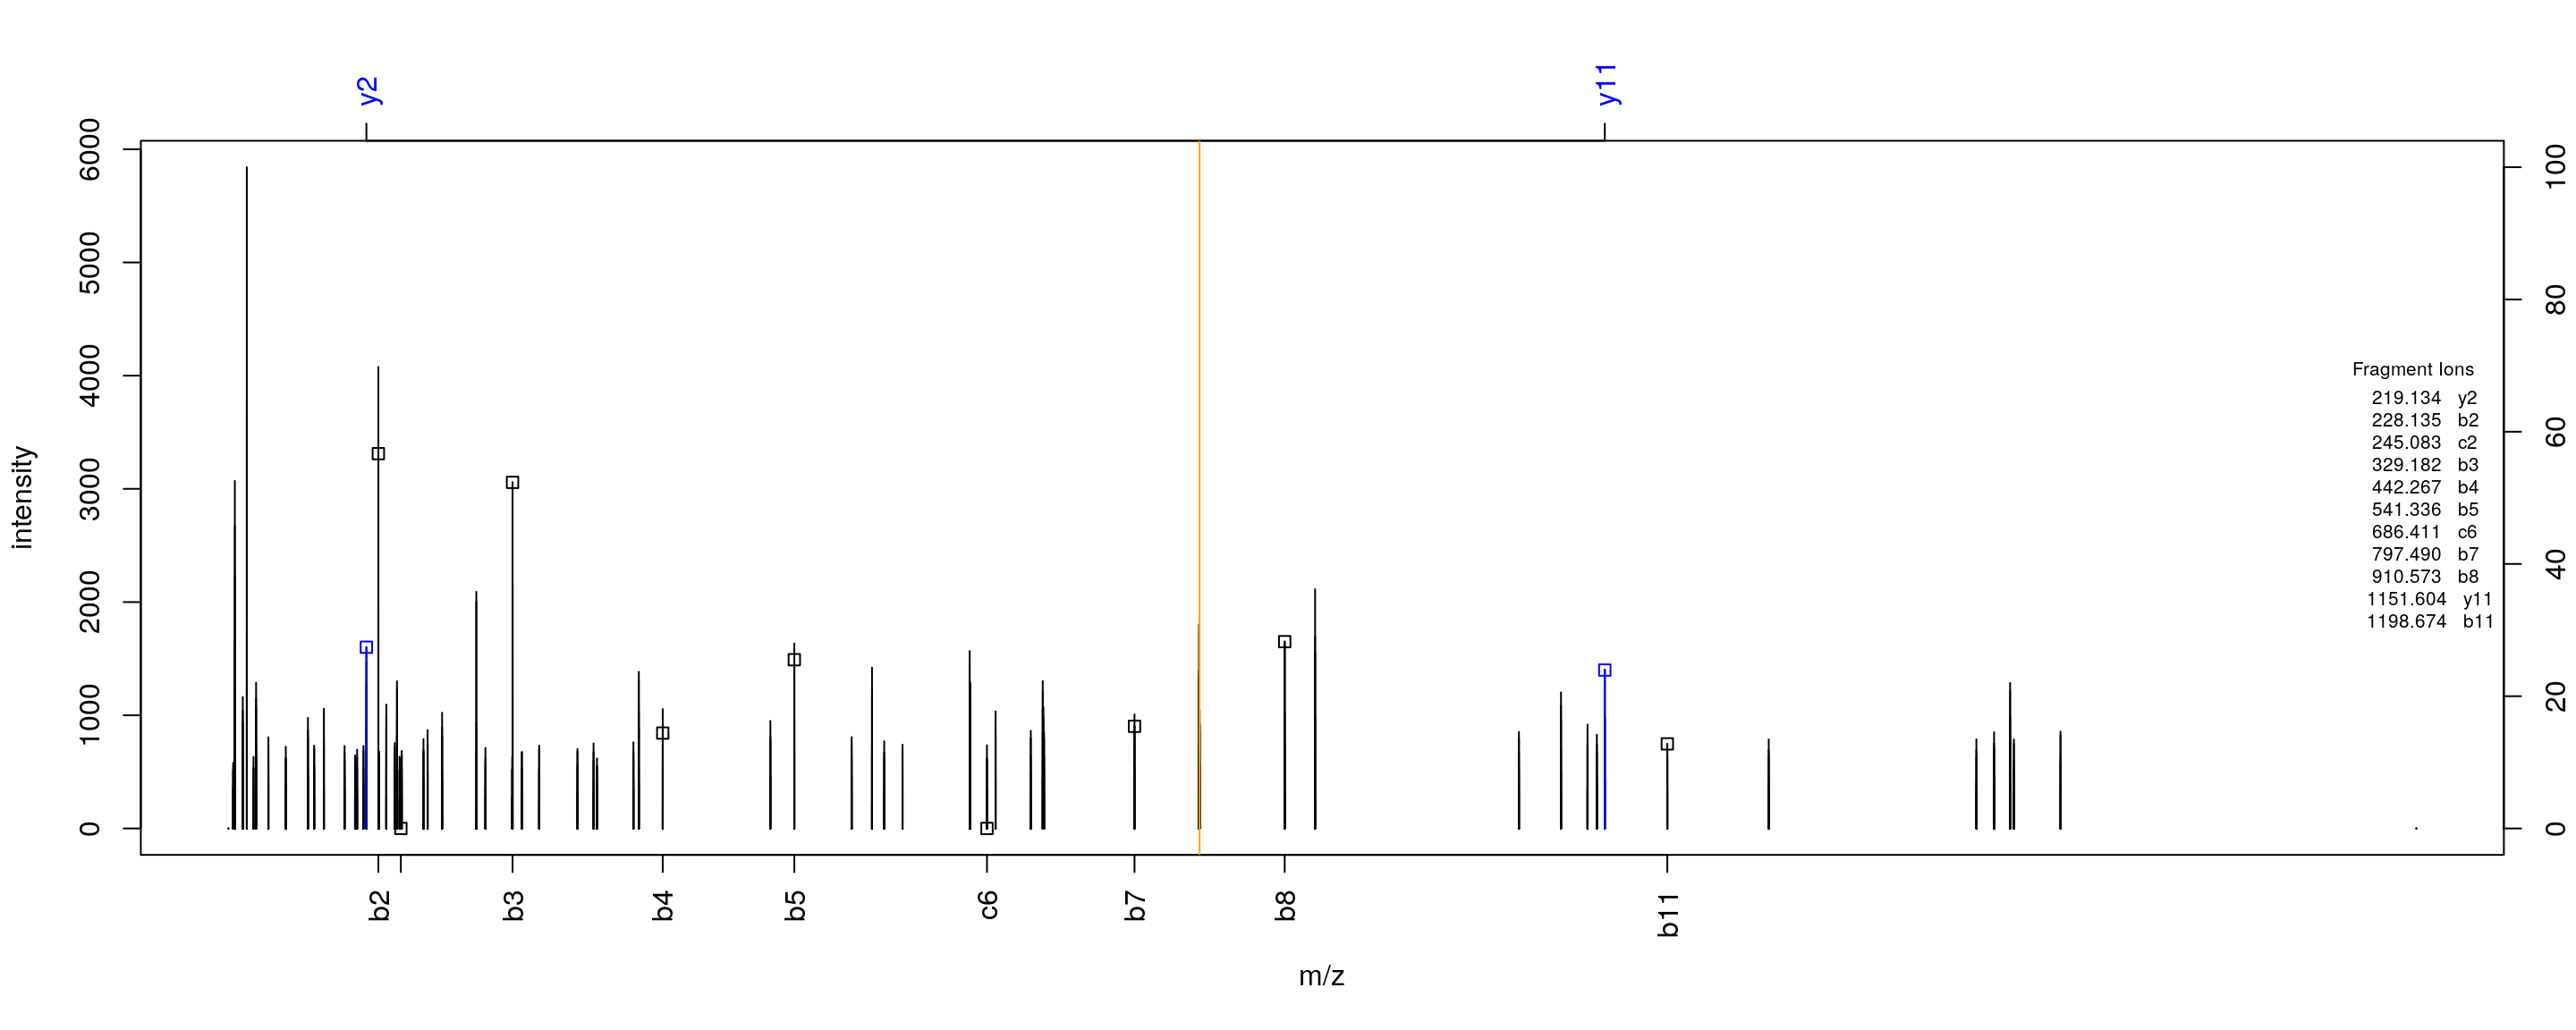 y2
y11
6000
5000
4000
3000
2000
1000
0
intensity
100
80
60
40
20
0
Fragment Ions
219.134 y2
228.135 b2
245.083 c2
329.182 b3
442.267 b4
541.336 b5
686.411 c6
797.490 b7
910.573 b8
1151.604 y11
1198.674 b11
b2
b3
b4
b5
c6
b7
b8
b11
m/z